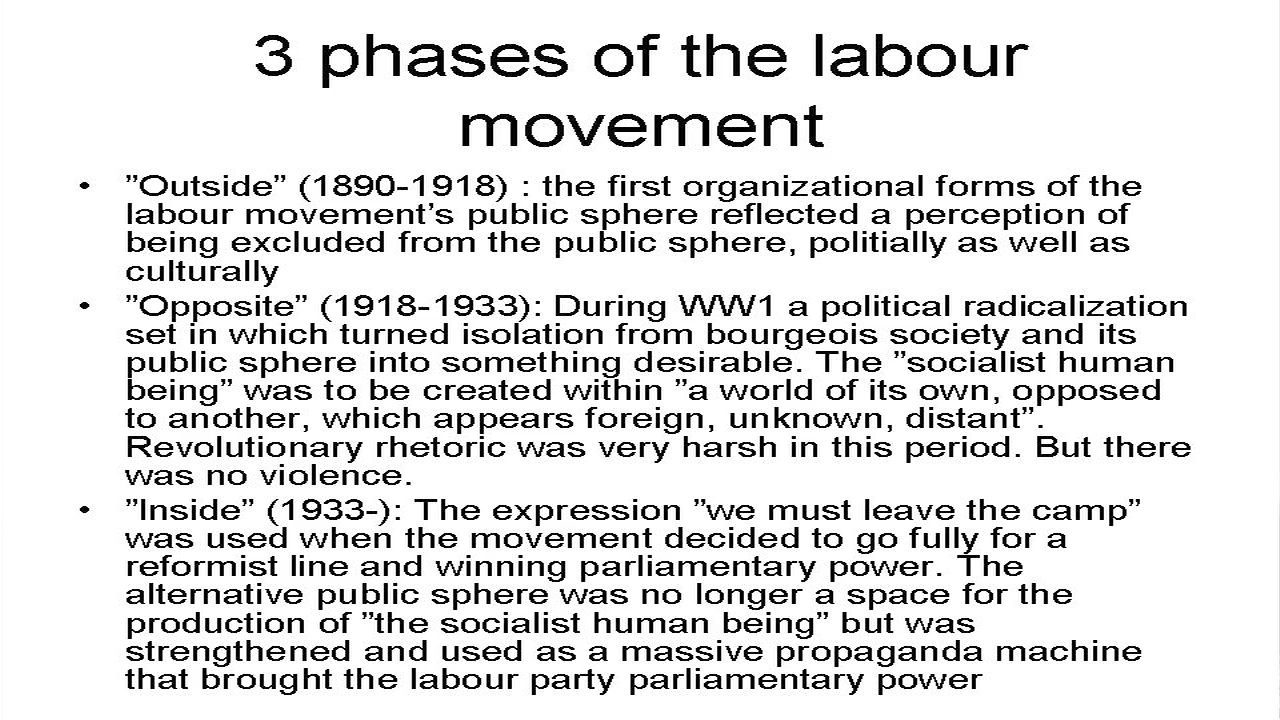 3 phases of the labour
movement
• ”Outside” (1890-1918) : the first organizational forms of the
labour movement’s public sphere reflected a perception of
being excluded from the public sphere, politially as well as
culturally
• ”Opposite” (1918-1933): During WW1 a political radicalization
set in which turned isolation from bourgeois society and its
public sphere into something desirable. The ”socialist human
being” was to be created within ”a world of its own, opposed
to another, which appears foreign, unknown, distant”.
Revolutionary rhetoric was very harsh in this period. But there
was no violence.
• ”Inside” (1933-): The expression ”we must leave the camp”
was used when the movement decided to go fully for a
reformist line and winning parliamentary power. The
alternative public sphere was no longer a space for the
production of ”the socialist human being” but was
strengthened and used as a massive propaganda machine
that brought the labour party parliamentary power